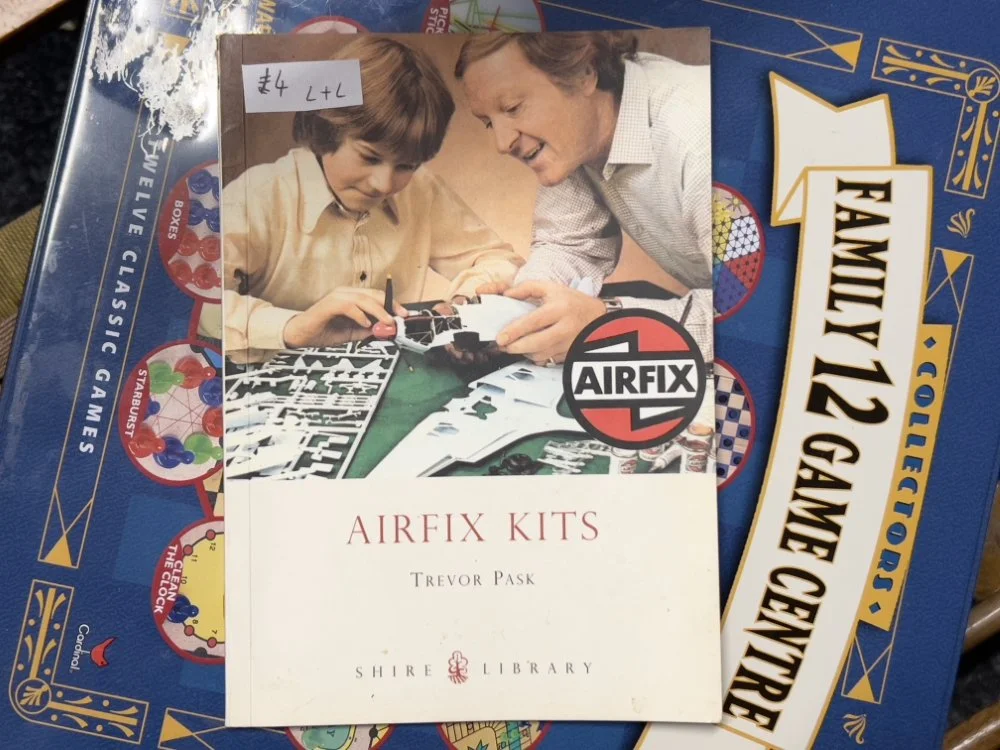 £4 L+L
AIRFIX
AIRFIX KITS
TREVOR PASK
SHIRE LIBRARY
TWELVE CLASSIC GAMES
BOXES
STARBURST
CLEAN
THE CLOCK
Cardinal
FAMILY 12 GAME CENTRE
COLLECTORS